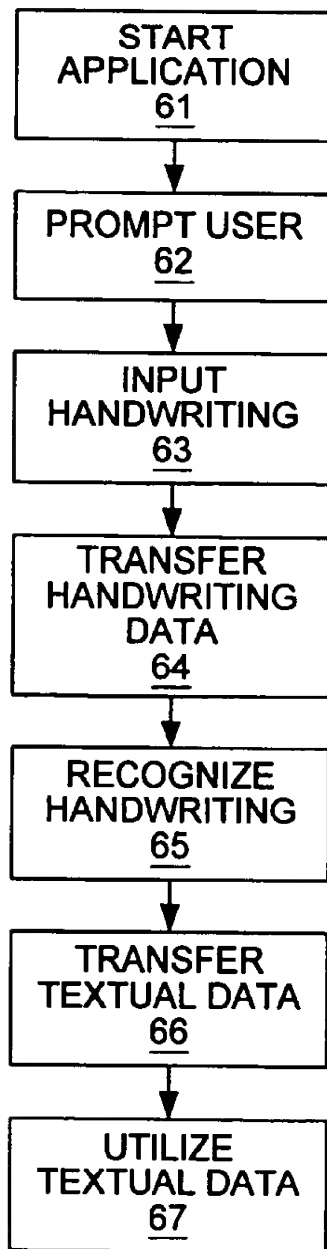 START
APPLICATION
61
PROMPT USER
62
INPUT
HANDWRITING
63
TRANSFER
HANDWRITING
DATA
64
RECOGNIZE
HANDWRITING
65
TRANSFER
TEXTUAL DATA
66
UTILIZE
TEXTUAL DATA
67